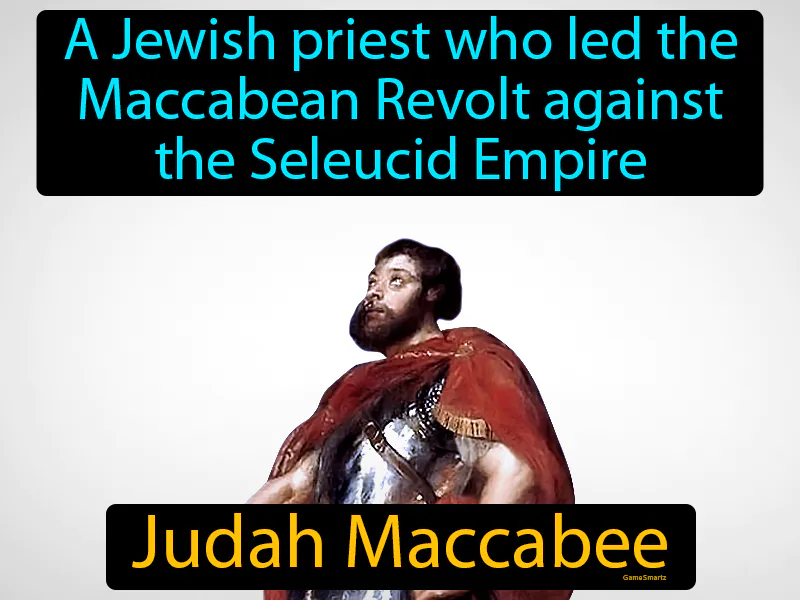 A Jewish priest who led the
Maccabean Revolt against
the Seleucid Empire
Judah Maccabee
GameSmartz